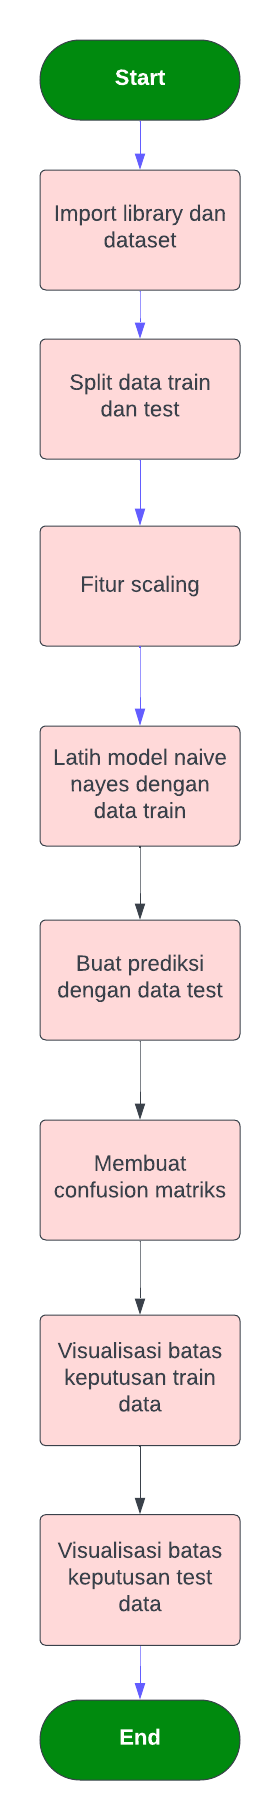 Start
Import library dan
dataset
Split data train
dan test
Fitur scaling
Latih model naive
nayes dengan
data train
Buat prediksi
dengan data test
Membuat
confusion matriks
Visualisasi batas
keputusan train
data
Visualisasi batas
keputusan test
data
End